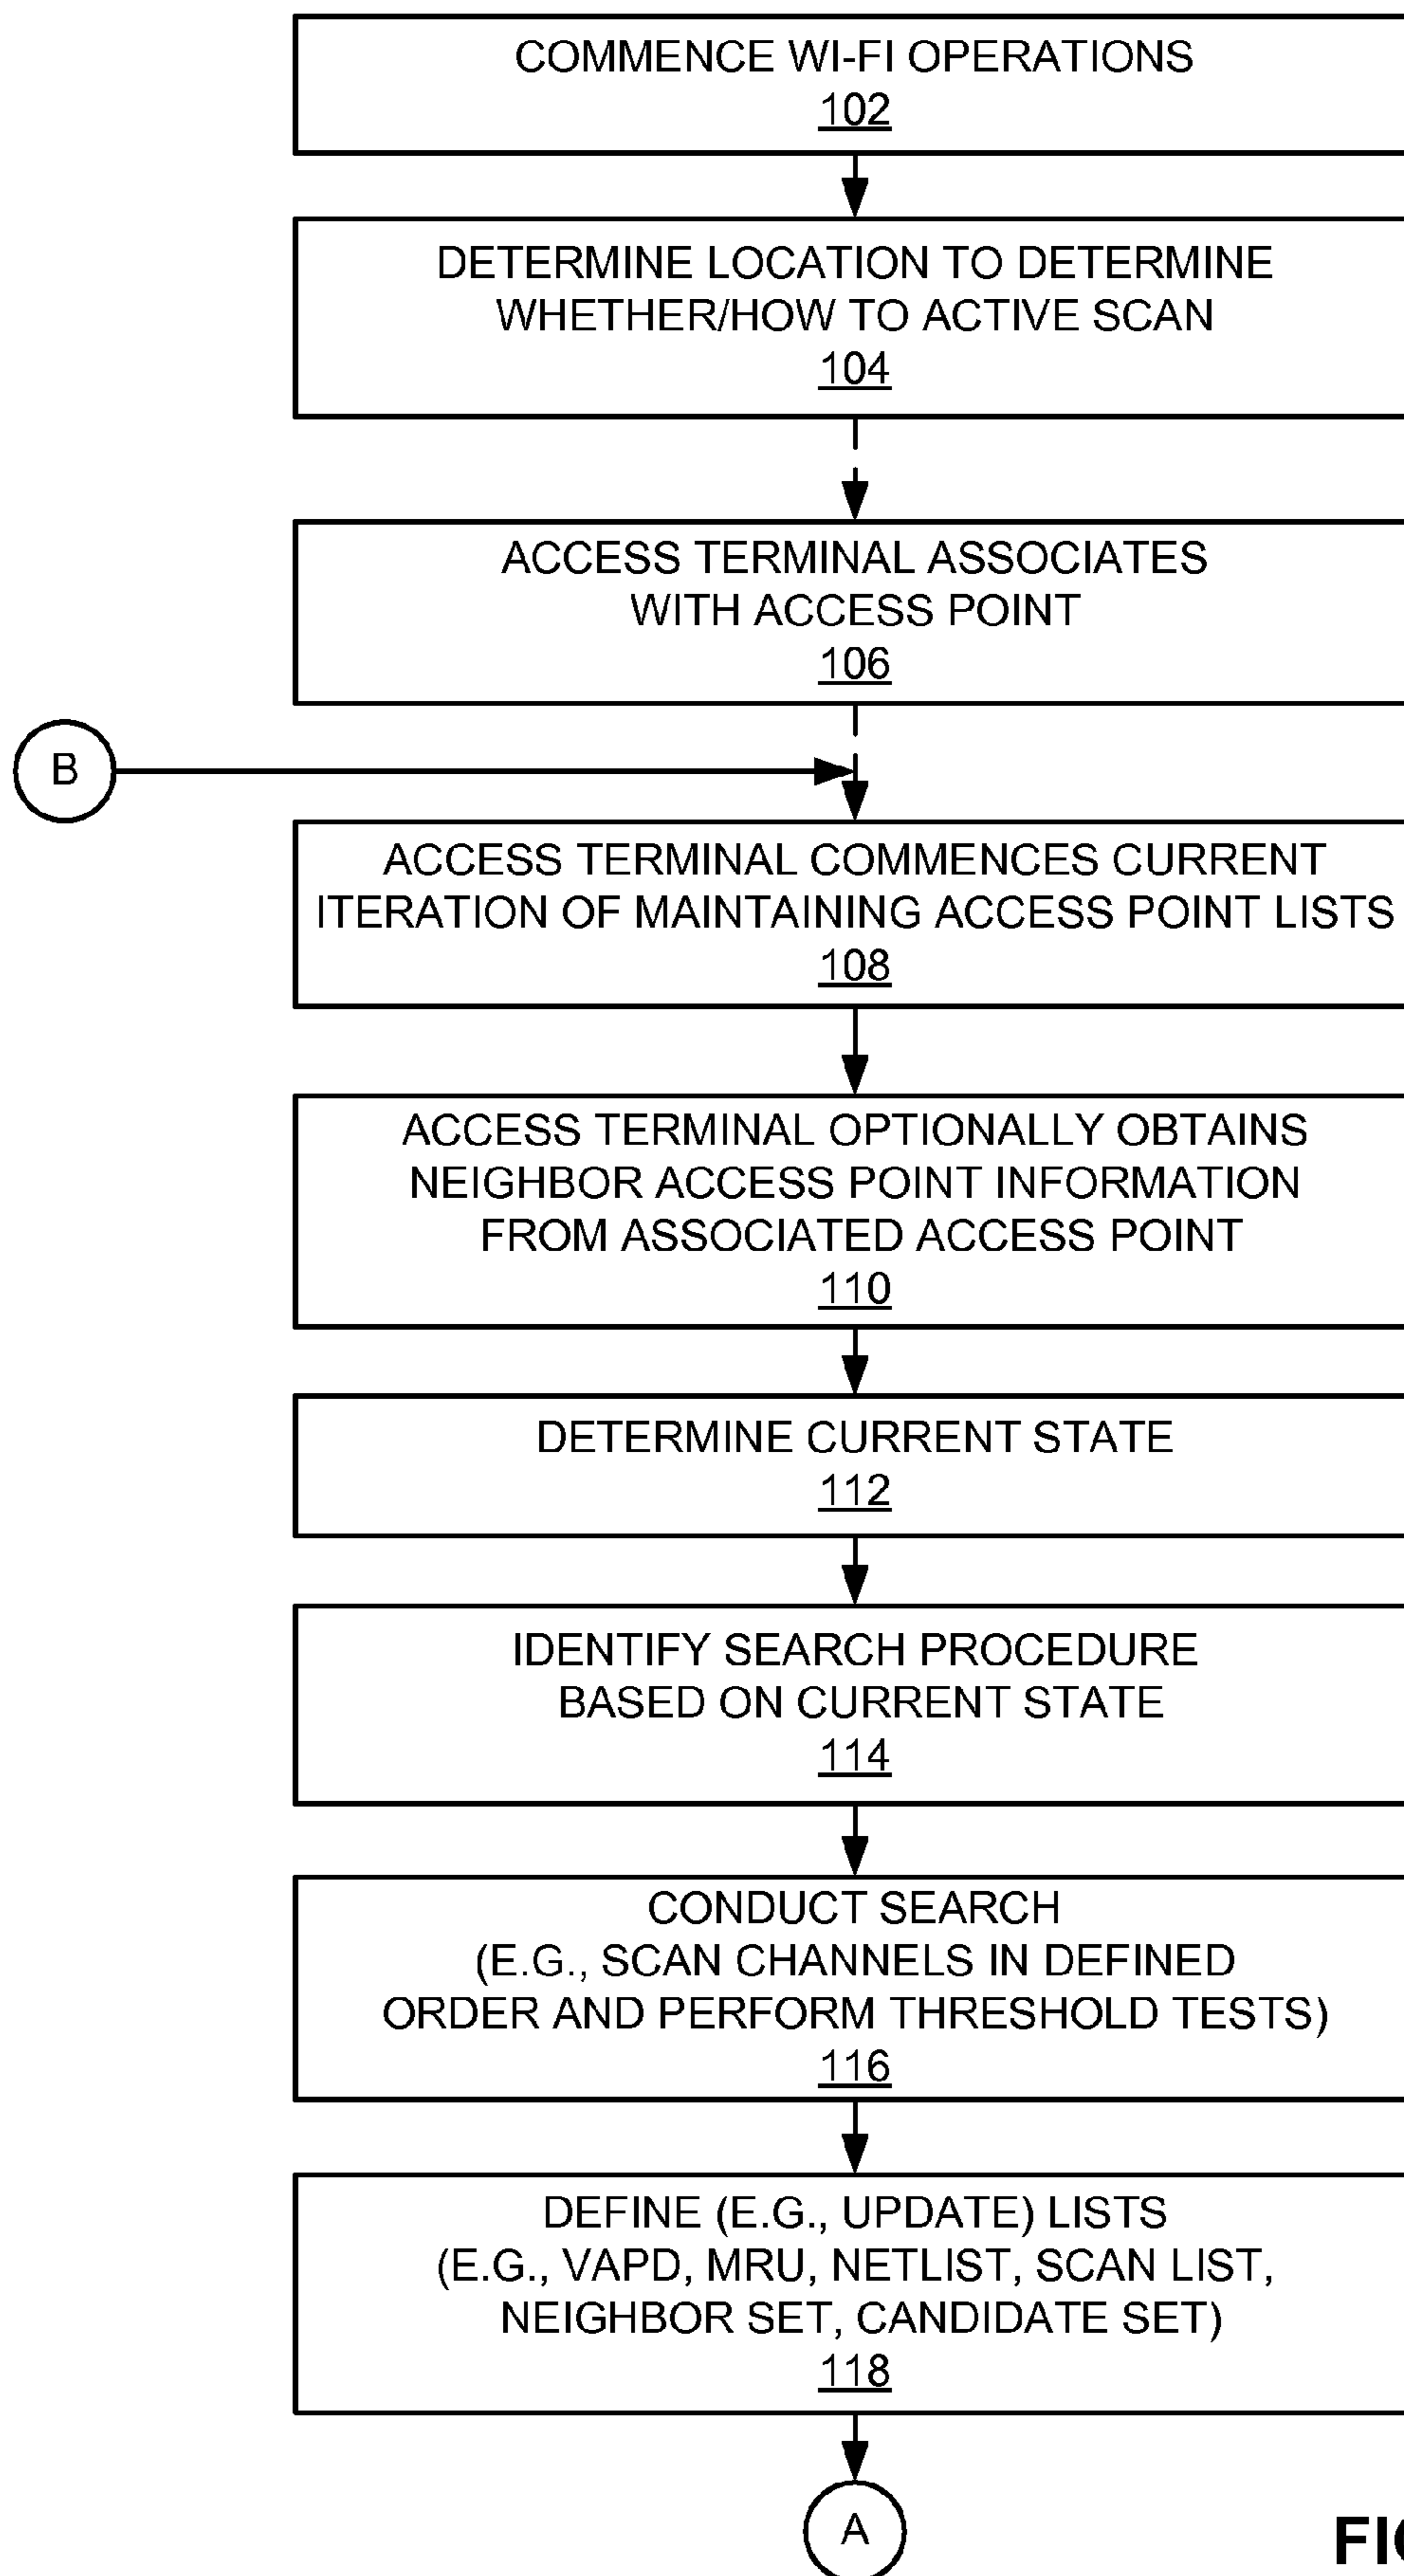 COMMENCE WI-FI OPERATIONS
102
DETERMINE LOCATION TO DETERMINE
WHETHER/HOW TO ACTIVE SCAN
104
ACCESS TERMINAL ASSOCIATES
WITH ACCESS POINT
106
B
ACCESS TERMINAL COMMENCES CURRENT
ITERATION OF MAINTAINING ACCESS POINT LISTS
108
ACCESS TERMINAL OPTIONALLY OBTAINS
NEIGHBOR ACCESS POINT INFORMATION
FROM ASSOCIATED ACCESS POINT
110
DETERMINE CURRENT STATE
112
IDENTIFY SEARCH PROCEDURE
BASED ON CURRENT STATE
114
CONDUCT SEARCH
(E.G., SCAN CHANNELS IN DEFINED
ORDER AND PERFORM THRESHOLD TESTS)
116
DEFINE (E.G., UPDATE) LISTS
(E.G., VAPD, MRU, NETLIST, SCAN LIST,
NEIGHBOR SET, CANDIDATE SET)
118
A